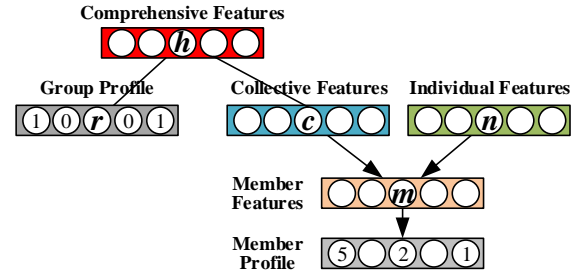 Comprehensive Features
h
Group Profile
Collective Features
Individual Features
1 0 r 0 1
c
n
Member
Features
m
Member
Profile
5 2 1